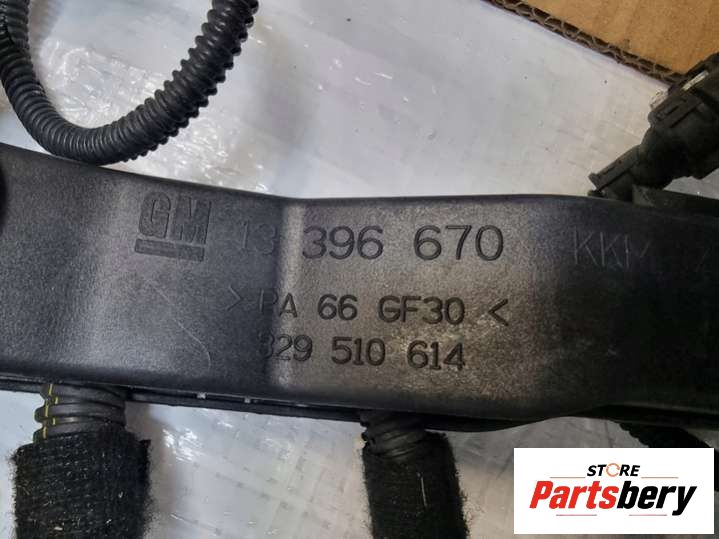 GM 13 396 670 KKM
> PA 66 GF30 <
329 510 614
STORE
Partsbery